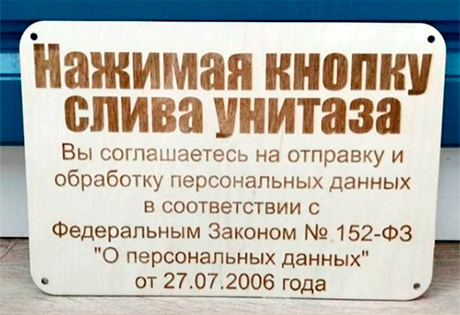 Нажимая кнопку
слива унитаза
Вы соглашаетесь на отправку и
обработку персональных данных
в соответствии с
Федеральным Законом № 152-ФЗ
"О персональных данных"
от 27.07.2006 года